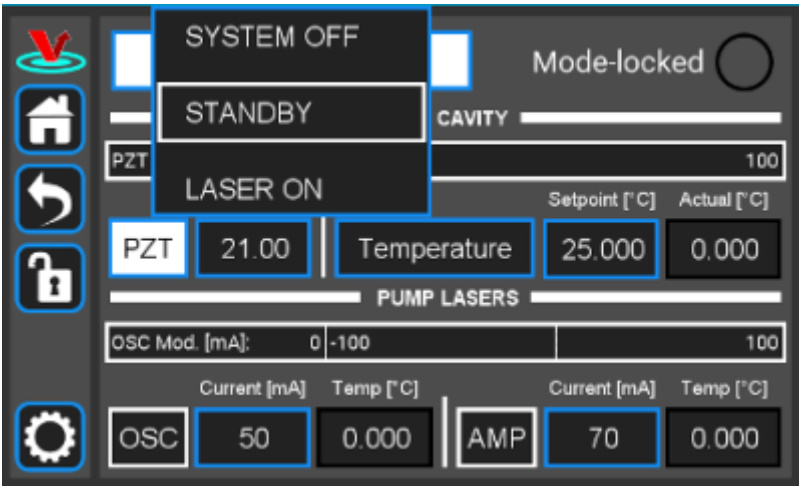 SYSTEM OFF
STANDBY
LASER ON
Mode-locked
CAVITY
PZT
100
Setpoint [°C] Actual [°C]
PZT 21.00 Temperature 25.000 0.000
PUMP LASERS
OSC Mod. [mA]: 0 -100 100
Current [mA] Temp [°C] Current [mA] Temp [°C]
OSC 50 0.000 AMP 70 0.000